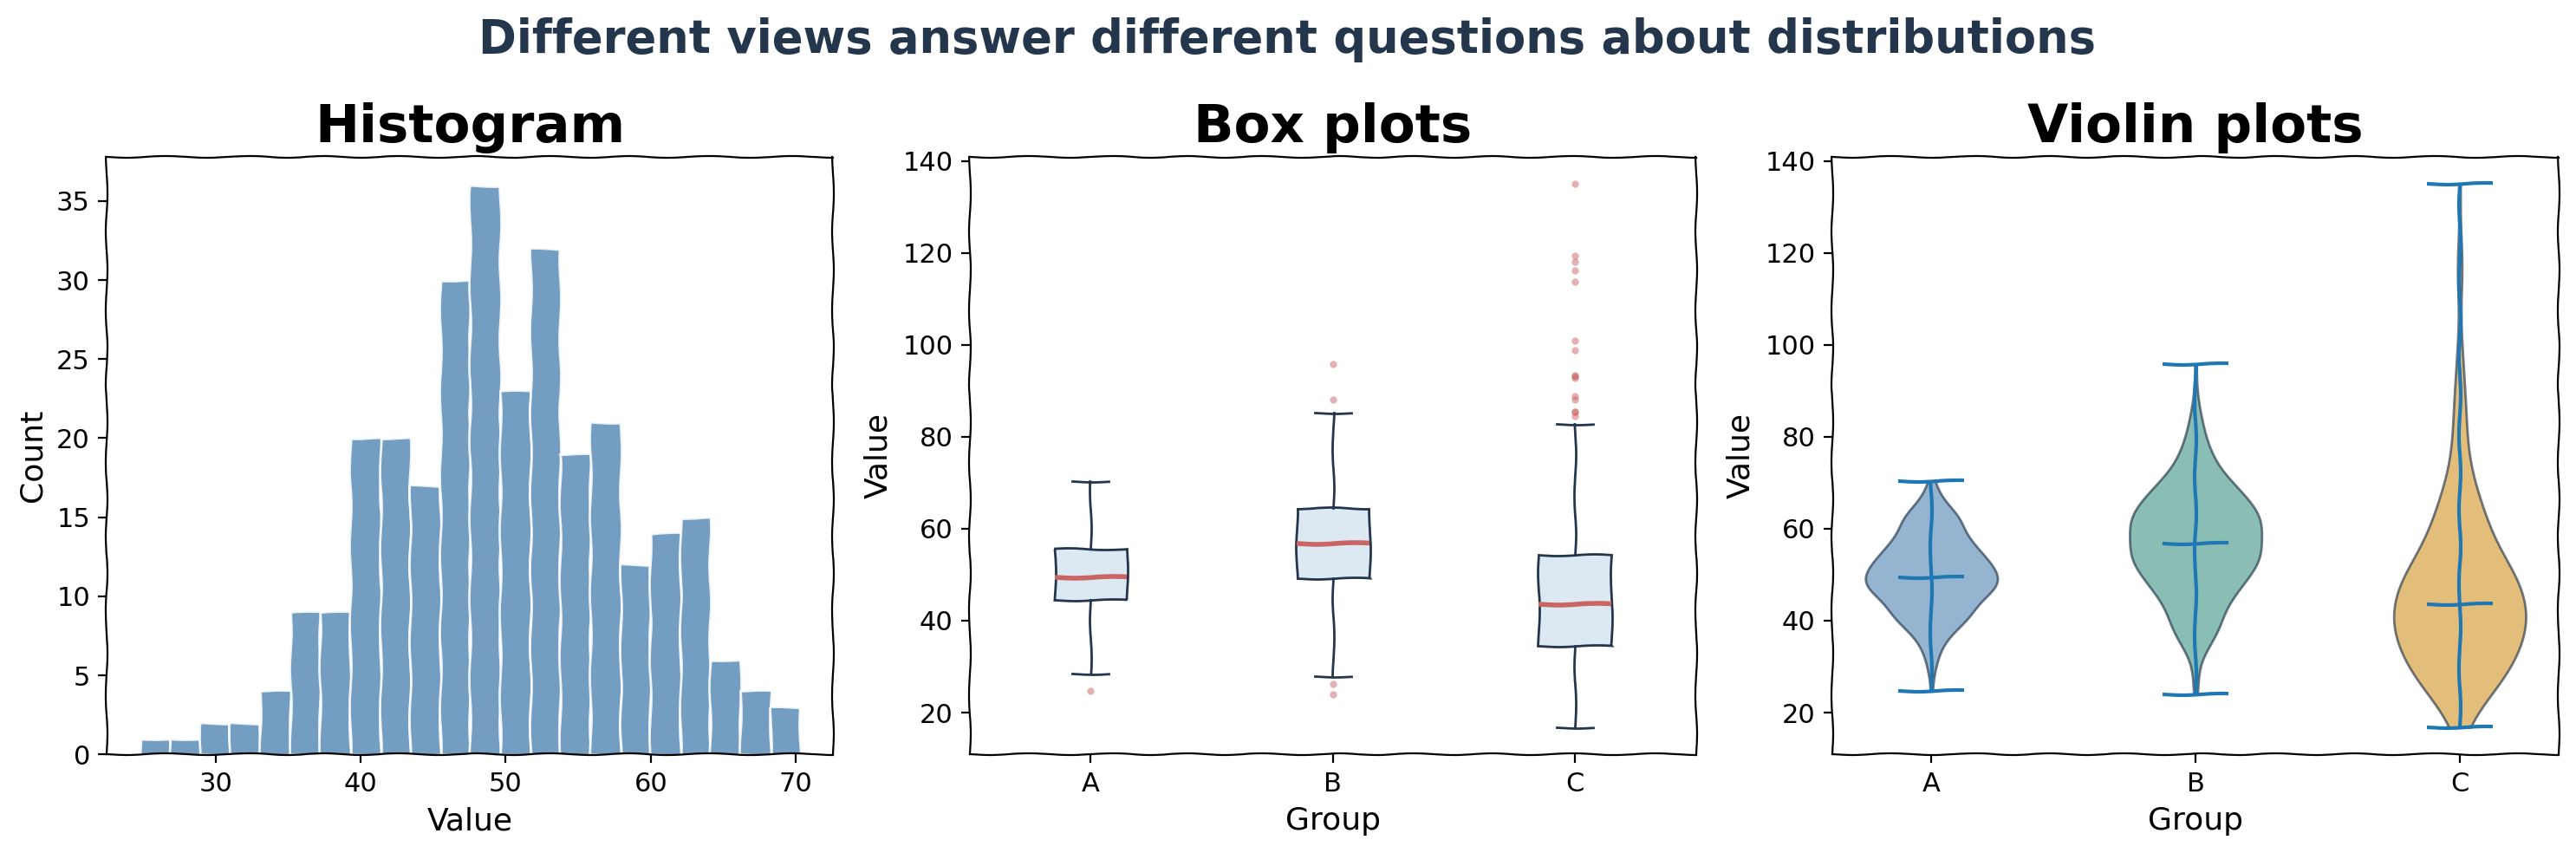 Different views answer different questions about distributions
Histogram
35
30
25
20
15
10
5
0
Count
30 40 50 60 70
Value
Box plots
140
120
100
80
60
40
20
Value
A B C
Group
Violin plots
140
120
100
80
60
40
20
Value
A B C
Group